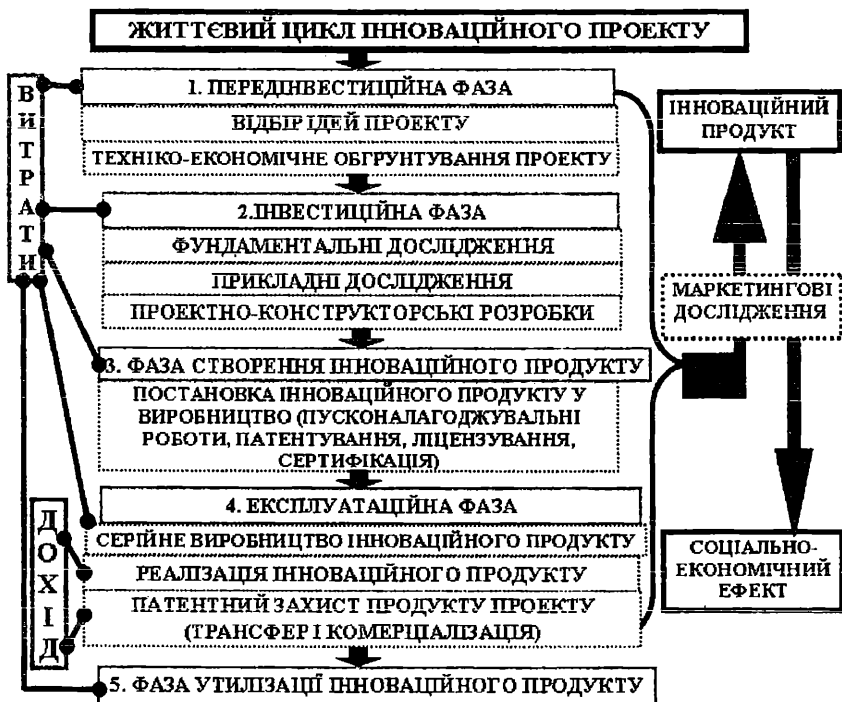 ЖИТТЄВИЙ ЦИКЛ ІННОВАЦІЙНОГО ПРОЕКТУ
ВИТРАТИ
1. ПЕРЕДІНВЕСТИЦІЙНА ФАЗА
ВІДБІР ІДЕЙ ПРОЕКТУ
ТЕХНІКО-ЕКОНОМІЧНЕ ОБГРУНТУВАННЯ ПРОЕКТУ
2.ІНВЕСТИЦІЙНА ФАЗА
ФУНДАМЕНТАЛЬНІ ДОСЛІДЖЕННЯ
ПРИКЛАДНІ ДОСЛІДЖЕННЯ
ПРОЕКТНО-КОНСТРУКТОРСЬКІ РОЗРОБКИ
3. ФАЗА СТВОРЕННЯ ІННОВАЦІЙНОГО ПРОДУКТУ
ПОСТАНОВКА ІННОВАЦІЙНОГО ПРОДУКТУ У
ВИРОБНИЦТВО (ПУСКОНАЛАГОДЖУВАЛЬНІ
РОБОТИ, ПАТЕНТУВАННЯ, ЛІЦЕНЗУВАННЯ,
СЕРТИФІКАЦІЯ)
4. ЕКСПЛУАТАЦІЙНА ФАЗА
СЕРІЙНЕ ВИРОБНИЦТВО ІННОВАЦІЙНОГО ПРОДУКТУ
РЕАЛІЗАЦІЯ ІННОВАЦІЙНОГО ПРОДУКТУ
ПАТЕНТНИЙ ЗАХИСТ ПРОДУКТУ ПРОЕКТУ
(ТРАНСФЕР І КОМЕРЦІАЛІЗАЦІЯ)
5. ФАЗА УТИЛІЗАЦІЇ ІННОВАЦІЙНОГО ПРОДУКТУ
ДОХІД
ІННОВАЦІЙНИЙ
ПРОДУКТ
МАРКЕТИНГОВІ
ДОСЛІДЖЕННЯ
СОЦІАЛЬНО-
ЕКОНОМІЧНИЙ
ЕФЕКТ